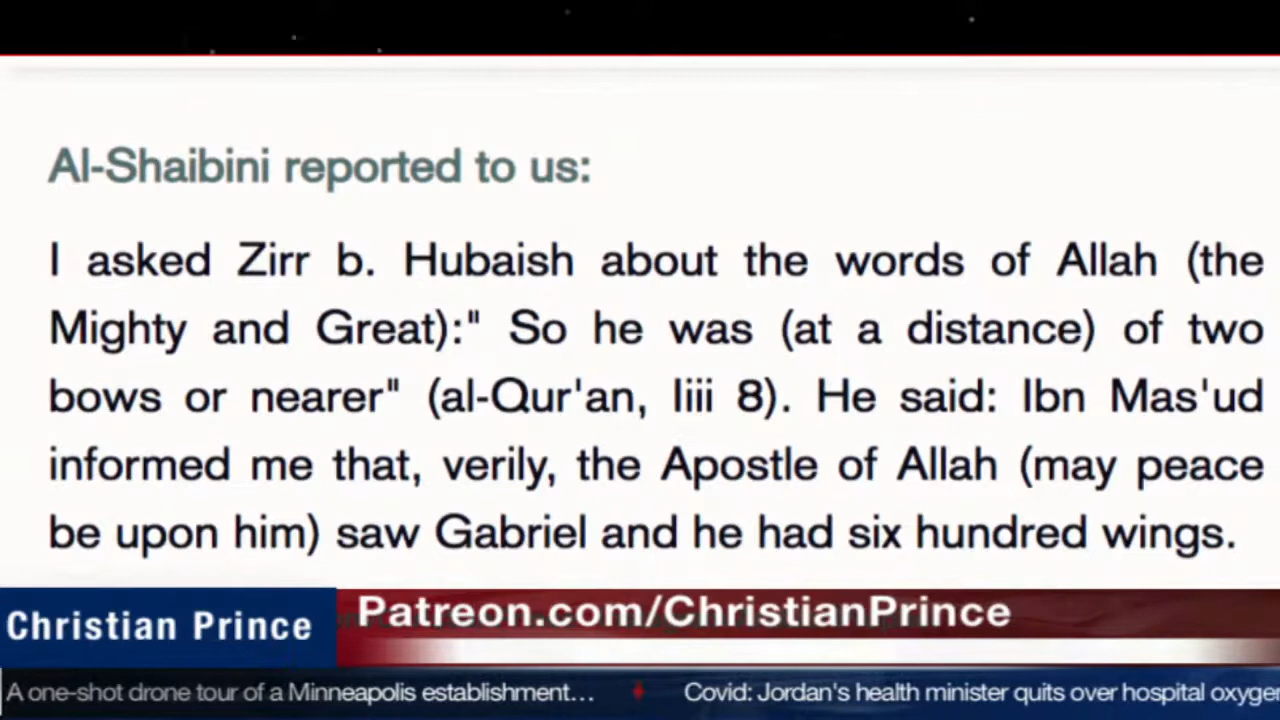 Al-Shaibini reported to us:
I asked Zirr b. Hubaish about the words of Allah (the
Mighty and Great):" So he was (at a distance) of two
bows or nearer" (al-Qur'an, Iiii 8). He said: Ibn Mas'ud
informed me that, verily, the Apostle of Allah (may peace
be upon him) saw Gabriel and he had six hundred wings.
Christian Prince
Patreon.com/ChristianPrince
A one-shot drone tour of a Minneapolis establishment... Covid: Jordan's health minister quits over hospital oxyge